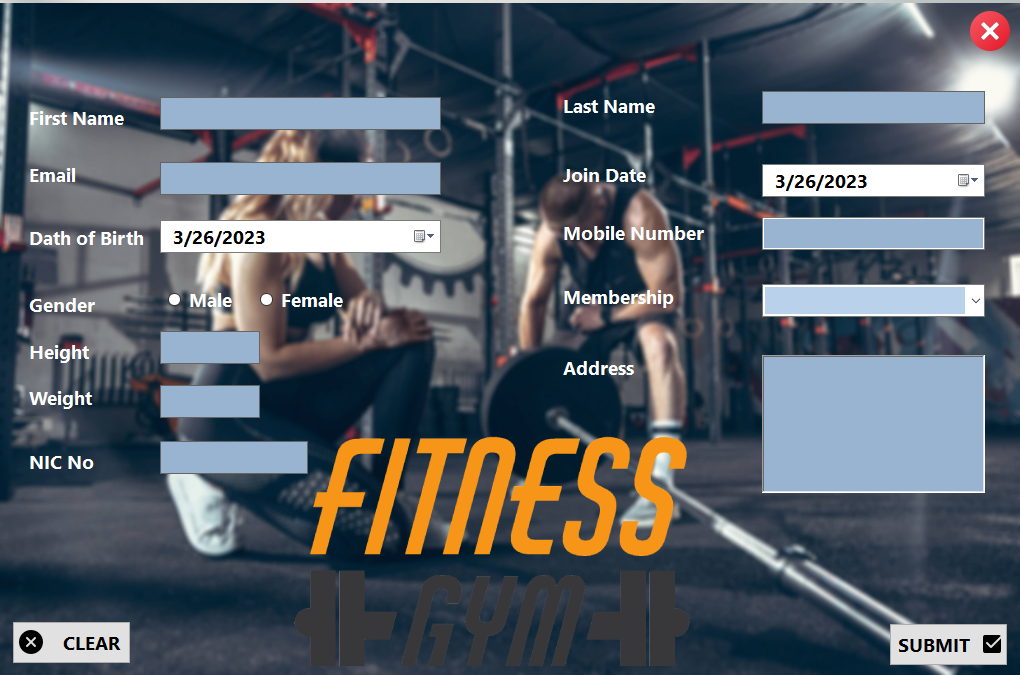 First Name
Last Name
Email
Join Date
3/26/2023
Dath of Birth
3/26/2023
Mobile Number
Gender
Male
Female
Membership
Height
Address
Weight
NIC No
FITNESS
GYM
CLEAR
SUBMIT